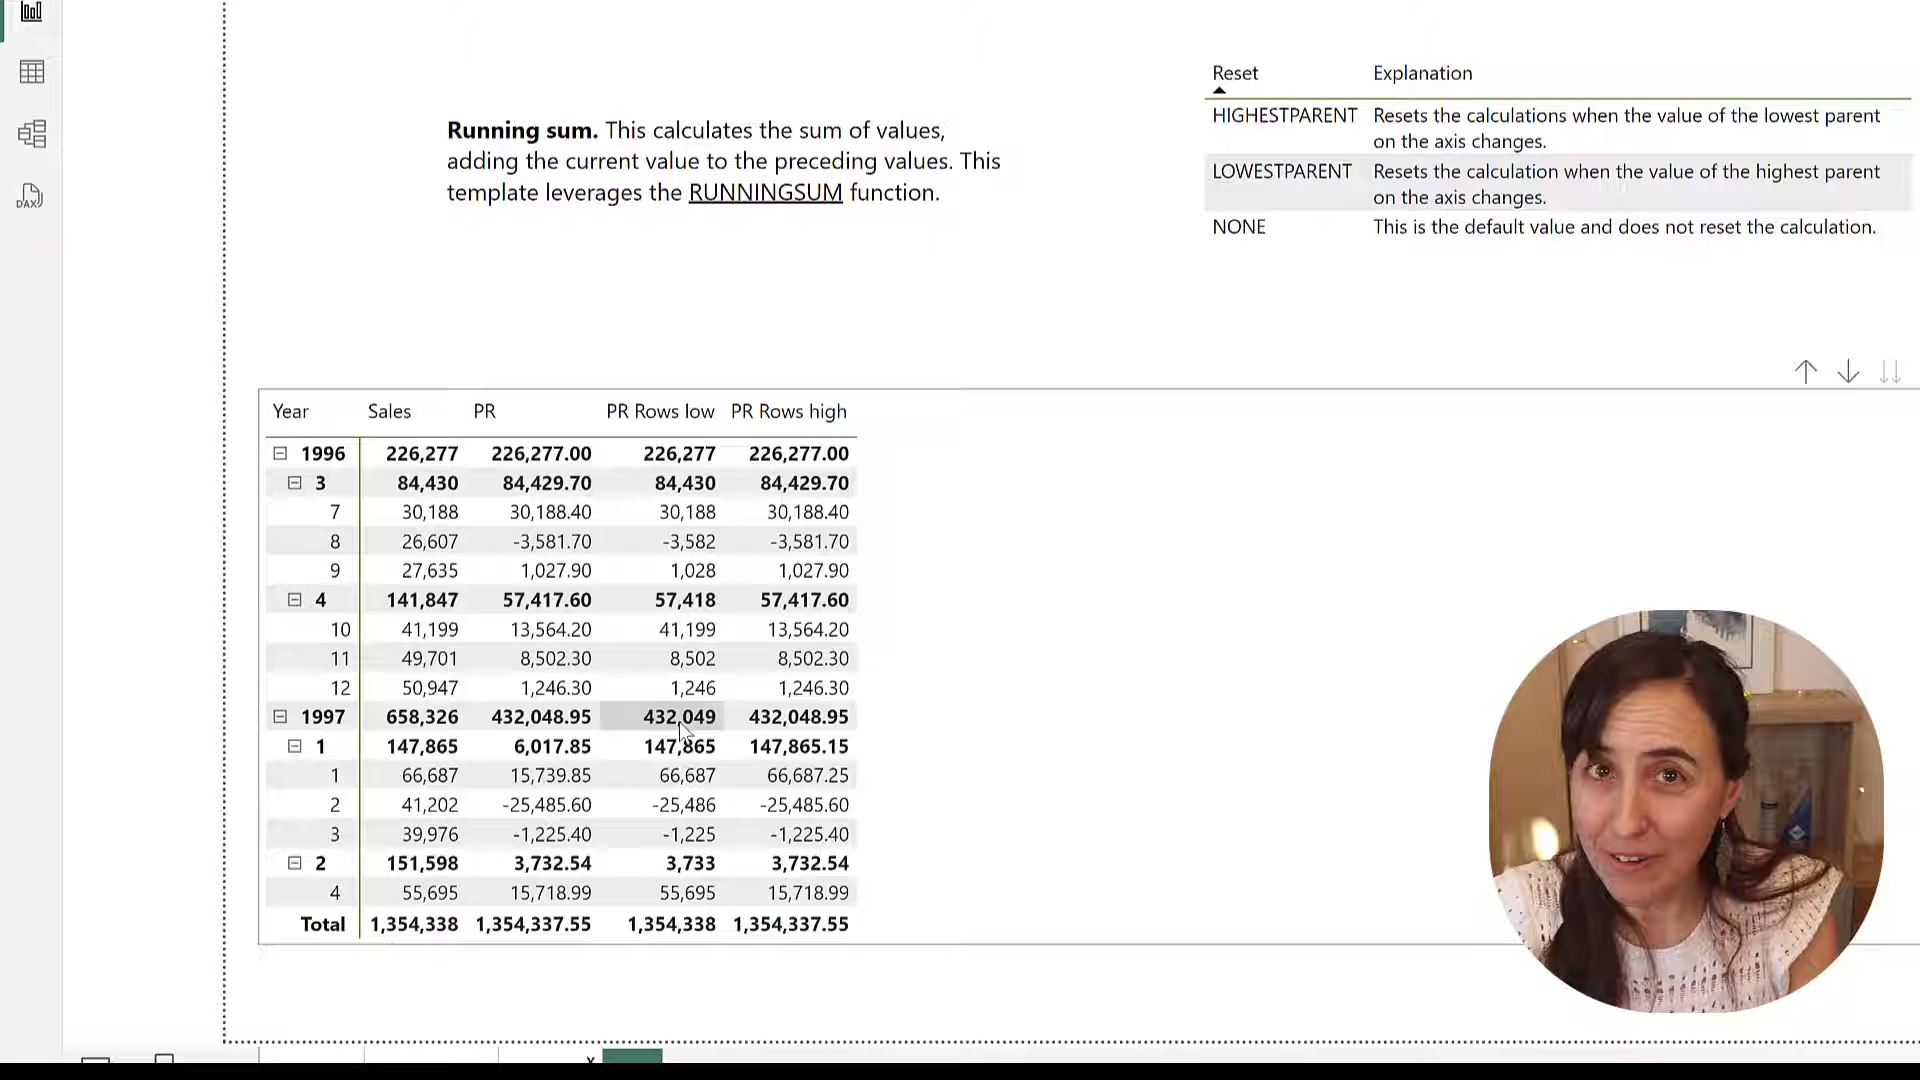 DAX
Running sum. This calculates the sum of values,
adding the current value to the preceding values. This
template leverages the RUNNINGSUM function.
Reset Explanation
HIGHESTPARENT Resets the calculations when the value of the lowest parent
on the axis changes.
LOWESTPARENT Resets the calculation when the value of the highest parent
on the axis changes.
NONE This is the default value and does not reset the calculation.
Year Sales PR PR Rows low PR Rows high
1996 226,277 226,277.00 226,277 226,277.00
3 84,430 84,429.70 84,430 84,429.70
7 30,188 30,188.40 30,188 30,188.40
8 26,607 -3,581.70 -3,582 -3,581.70
9 27,635 1,027.90 1,028 1,027.90
4 141,847 57,417.60 57,418 57,417.60
10 41,199 13,564.20 41,199 13,564.20
11 49,701 8,502.30 8,502 8,502.30
12 50,947 1,246.30 1,246 1,246.30
1997 658,326 432,048.95 432,049 432,048.95
1 147,865 6,017.85 147,865 147,865.15
1 66,687 15,739.85 66,687 66,687.25
2 41,202 -25,485.60 -25,486 -25,485.60
3 39,976 -1,225.40 -1,225 -1,225.40
2 151,598 3,732.54 3,733 3,732.54
4 55,695 15,718.99 55,695 15,718.99
Total 1,354,338 1,354,337.55 1,354,338 1,354,337.55